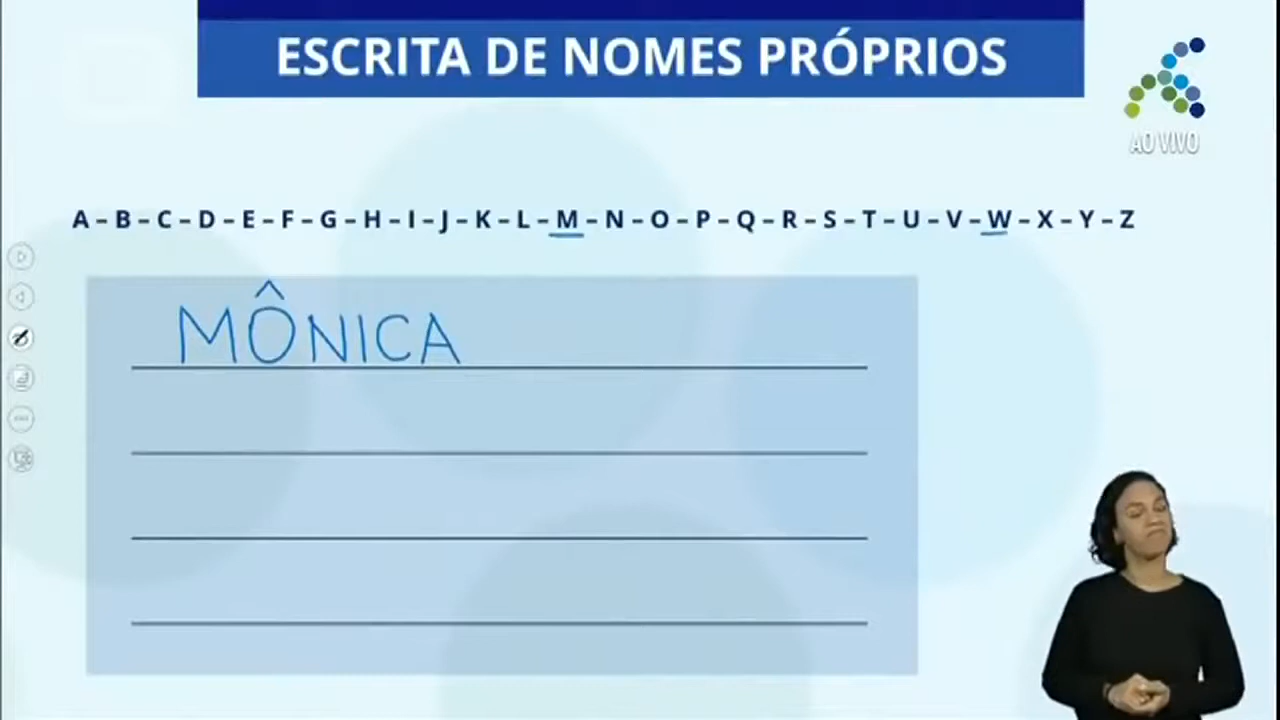 ESCRITA DE NOMES PRÓPRIOS
AO VIVO
A – B – C – D – E – F – G – H – I – J – K – L – M – N – O – P – Q – R – S – T – U – V – W – X – Y – Z
MÔNICA